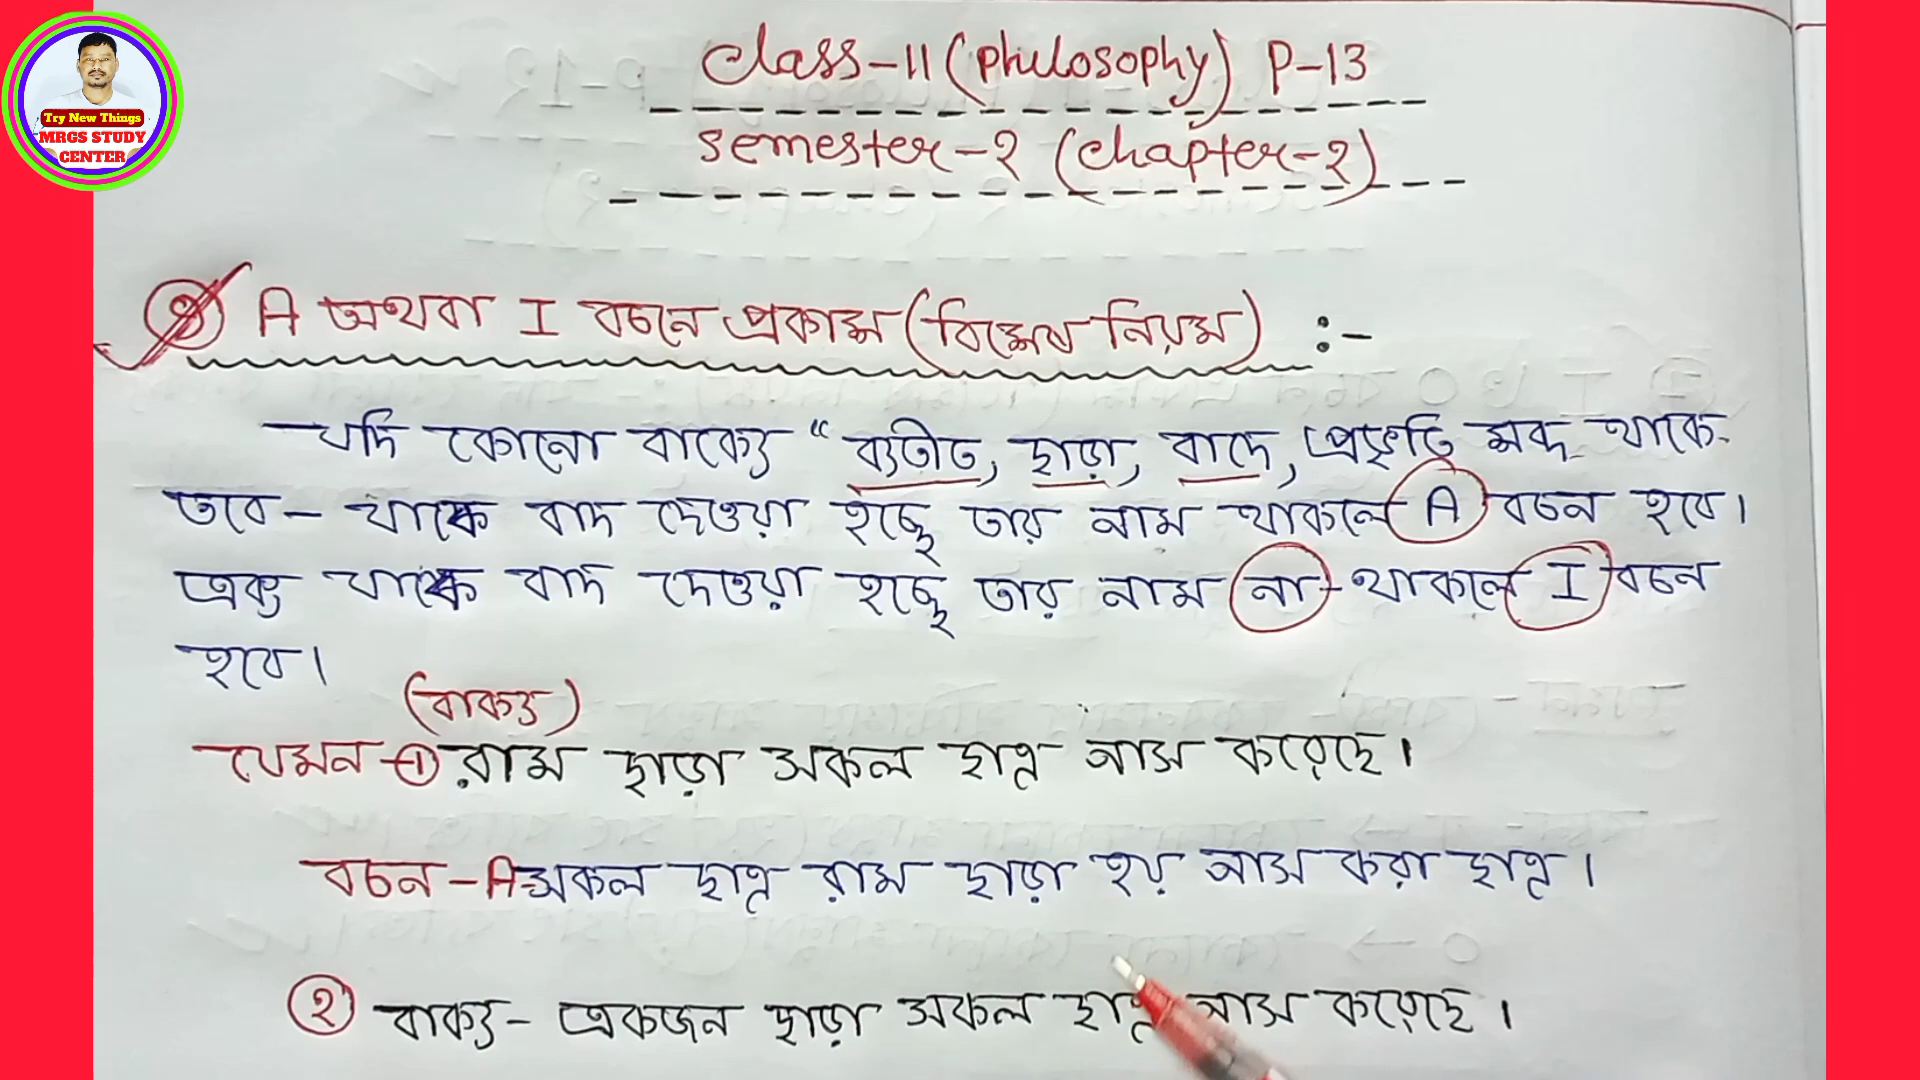 Try New Things
MRGS STUDY
CENTER
Class-11 (Philosophy) P-13
Semester-2 (Chapter-2)
A অথবা I বচনে প্রকাশ (বিশেষ নিয়ম) :-
যদি কোনো বাক্যে "ব্যতীত, ছাড়া, বাদে, প্রভৃতি শব্দ থাকে
তবে - যাকে বাদ দেওয়া হচ্ছে তার নাম থাকলে A বচন হবে।
এবং যাকে বাদ দেওয়া হচ্ছে তার নাম না থাকলে I বচন
হবে।
(বাক্য)
যেমন - ① রাম ছাড়া সকল ছাত্র পাস করেছে।
বচন - A সকল ছাত্র রাম ছাড়া হয় পাস করা ছাত্র।
② বাক্য - একজন ছাড়া সকল ছাত্র পাস করেছে।